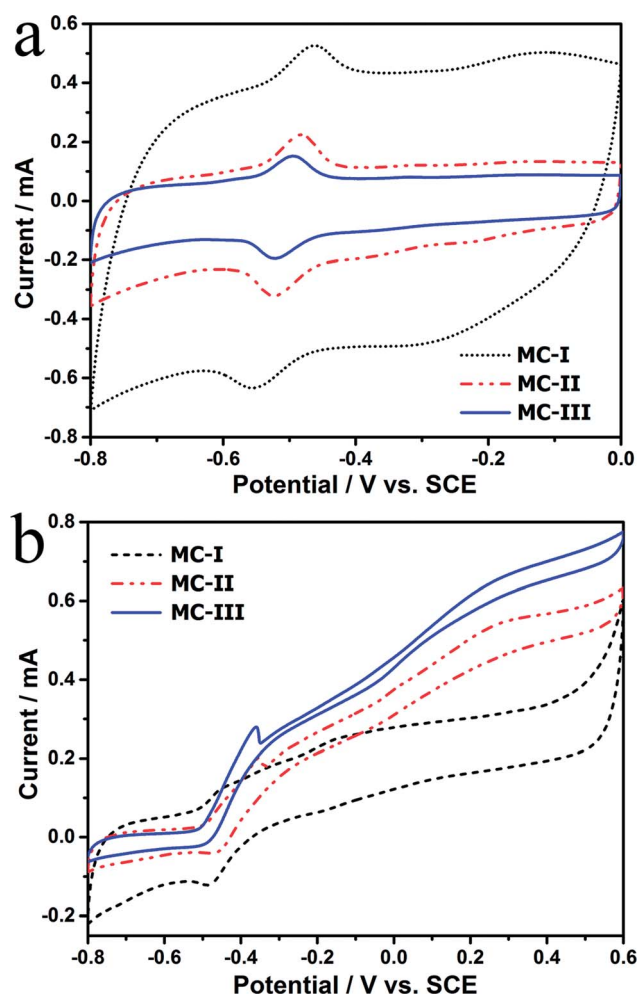 a
0.6
0.4
0.2
0.0
-0.2
-0.4
-0.6
-0.8
Current / mA
MC-I
MC-II
MC-III
-0.8 -0.6 -0.4 -0.2 0.0
Potential / V vs. SCE
b
0.8
0.6
0.4
0.2
0.0
-0.2
Current / mA
MC-I
MC-II
MC-III
-0.8 -0.6 -0.4 -0.2 0.0 0.2 0.4 0.6
Potential / V vs. SCE